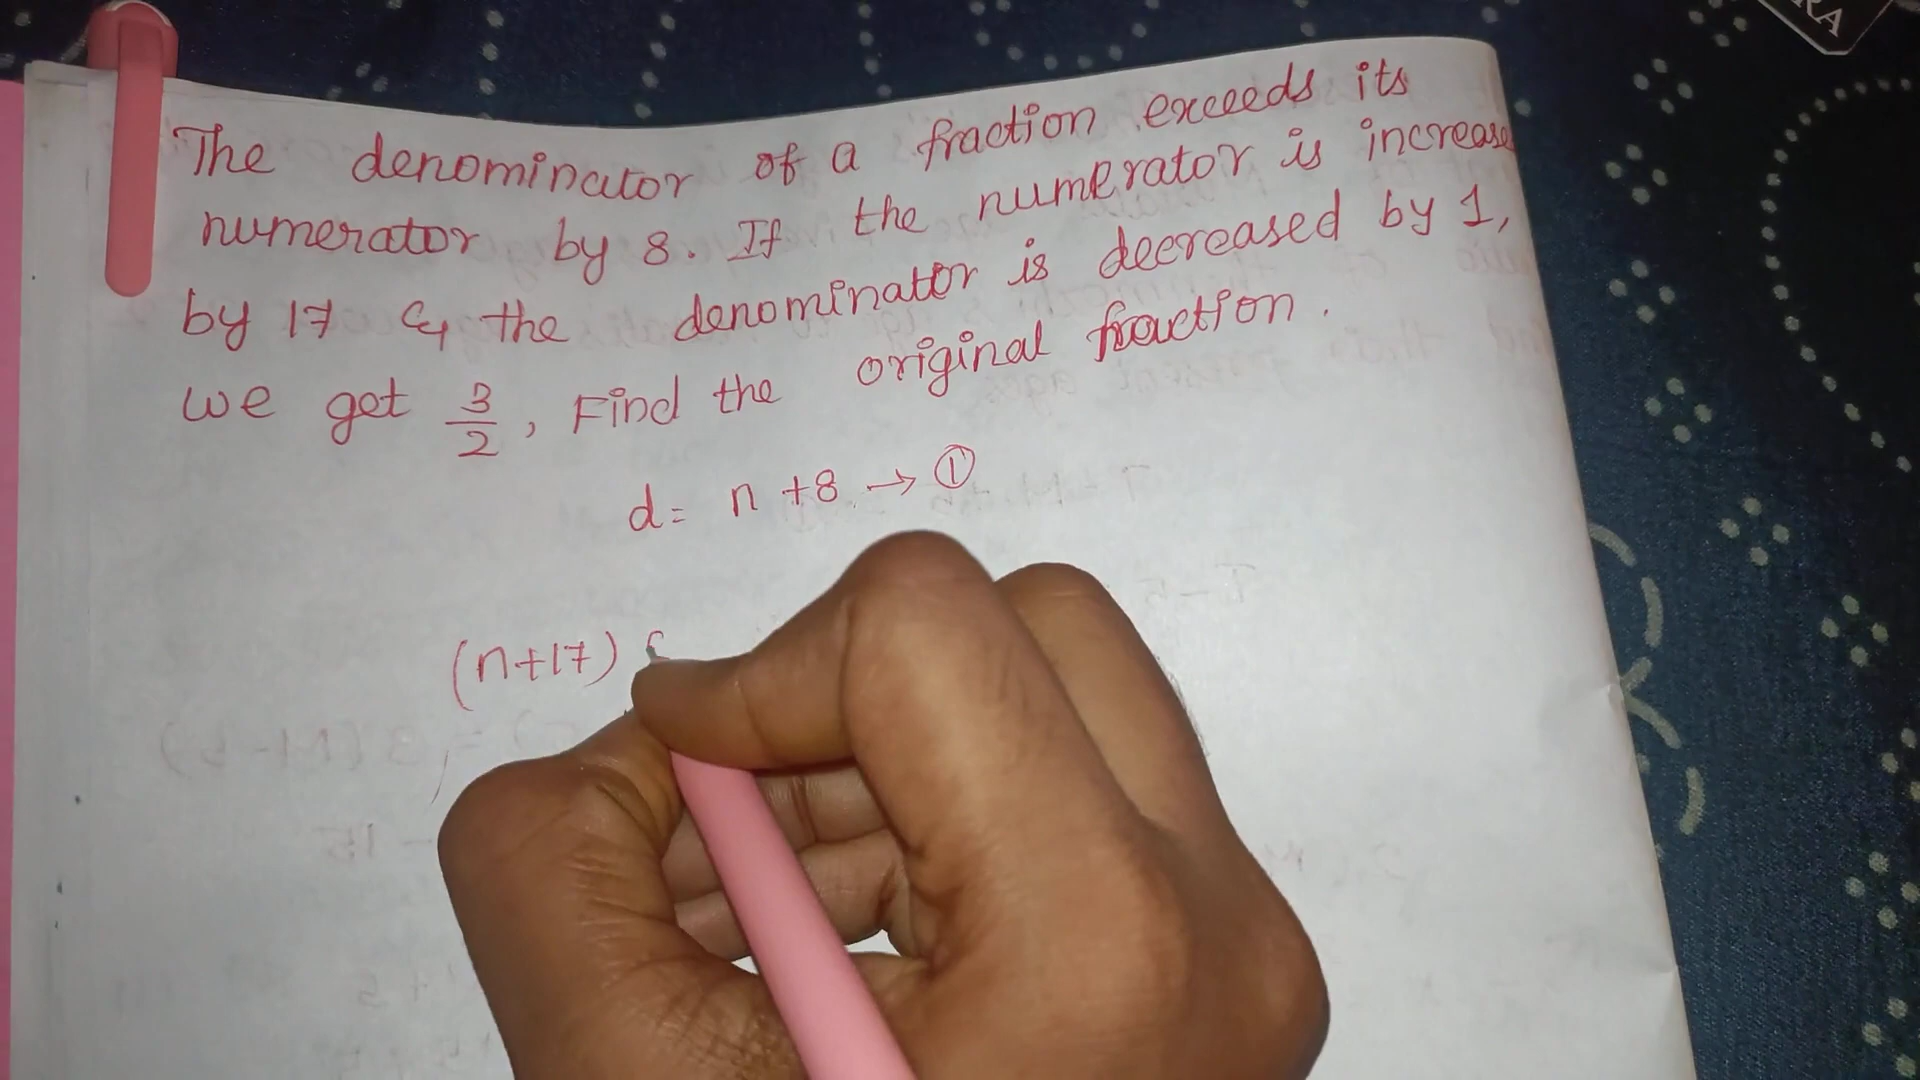 The denominator of a fraction exceeds its
numerator by 8. If the numerator is increase
by 17 & the denominator is decreased by 1,
we get 3/2, Find the original fraction.
d= n +8 → ①
(n+17)
RA